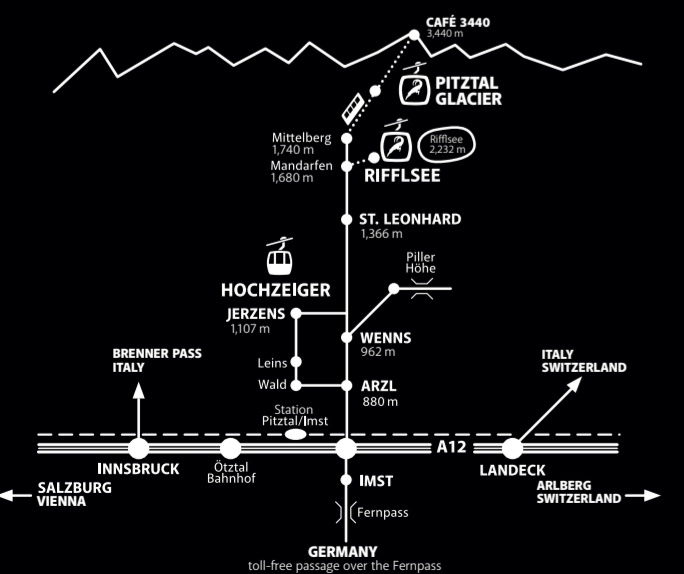 CAFÉ 3440
3,440 m
PITZTAL
GLACIER
Mittelberg
1,740 m
Rifflsee
2,232 m
Mandarfen
1,680 m
RIFFLSEE
ST. LEONHARD
1,366 m
Piller
Höhe
HOCHZEIGER
JERZENS
1,107 m
WENNS
962 m
BRENNER PASS
ITALY
ITALY
SWITZERLAND
Leins
Wald
ARZL
880 m
Station
Pitztal/Imst
A12
INNSBRUCK
Ötztal
Bahnhof
LANDECK
IMST
SALZBURG
VIENNA
ARLBERG
SWITZERLAND
Fernpass
GERMANY
toll-free passage over the Fernpass